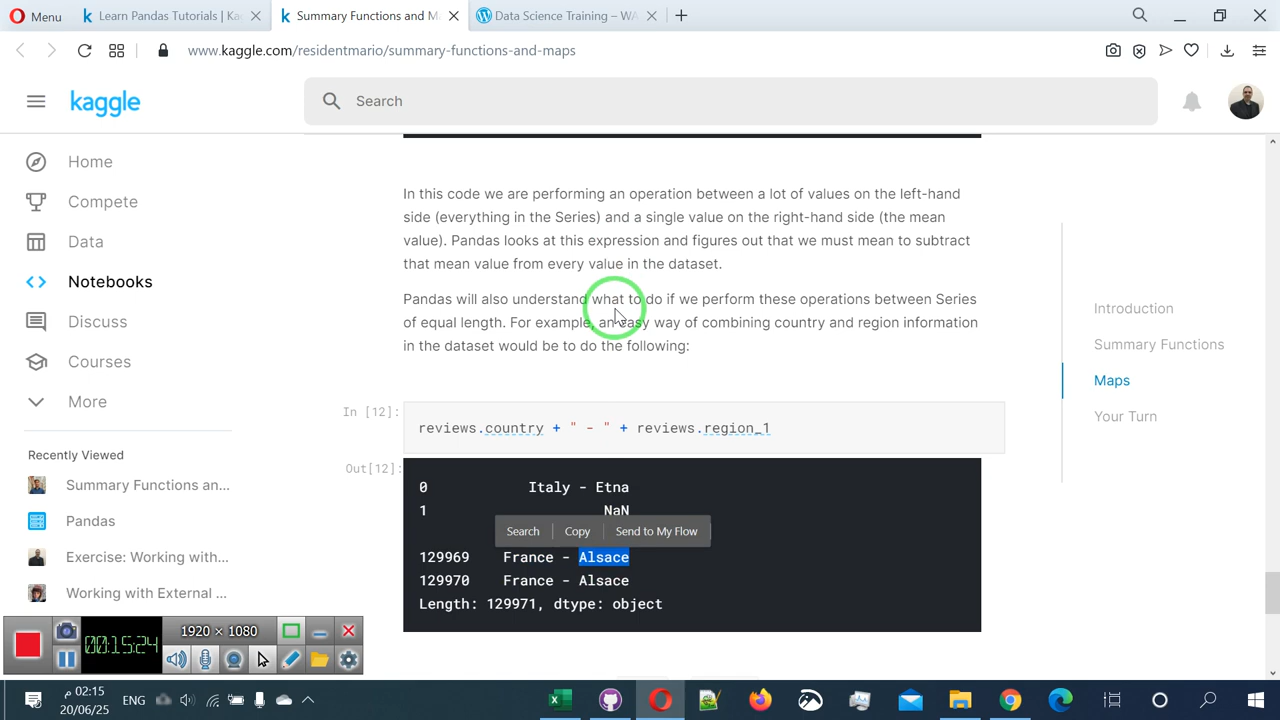 Menu
Learn Pandas Tutorials | Ka
Summary Functions and M
Data Science Training – WA
www.kaggle.com/residentmario/summary-functions-and-maps
kaggle
Search
Home
Compete
Data
Notebooks
Discuss
Courses
More
Recently Viewed
Summary Functions an...
Pandas
Exercise: Working with...
Working with External ...
In this code we are performing an operation between a lot of values on the left-hand
side (everything in the Series) and a single value on the right-hand side (the mean
value). Pandas looks at this expression and figures out that we must mean to subtract
that mean value from every value in the dataset.
Pandas will also understand what to do if we perform these operations between Series
of equal length. For example, an easy way of combining country and region information
in the dataset would be to do the following:
In [12]:
reviews.country + " - " + reviews.region_1
Out[12]:
0 Italy - Etna
1 NaN
Search Copy Send to My Flow
129969 France - Alsace
129970 France - Alsace
Length: 129971, dtype: object
Introduction
Summary Functions
Maps
Your Turn
00:15:24
1920 × 1080
ENG
02:15 م
20/06/25